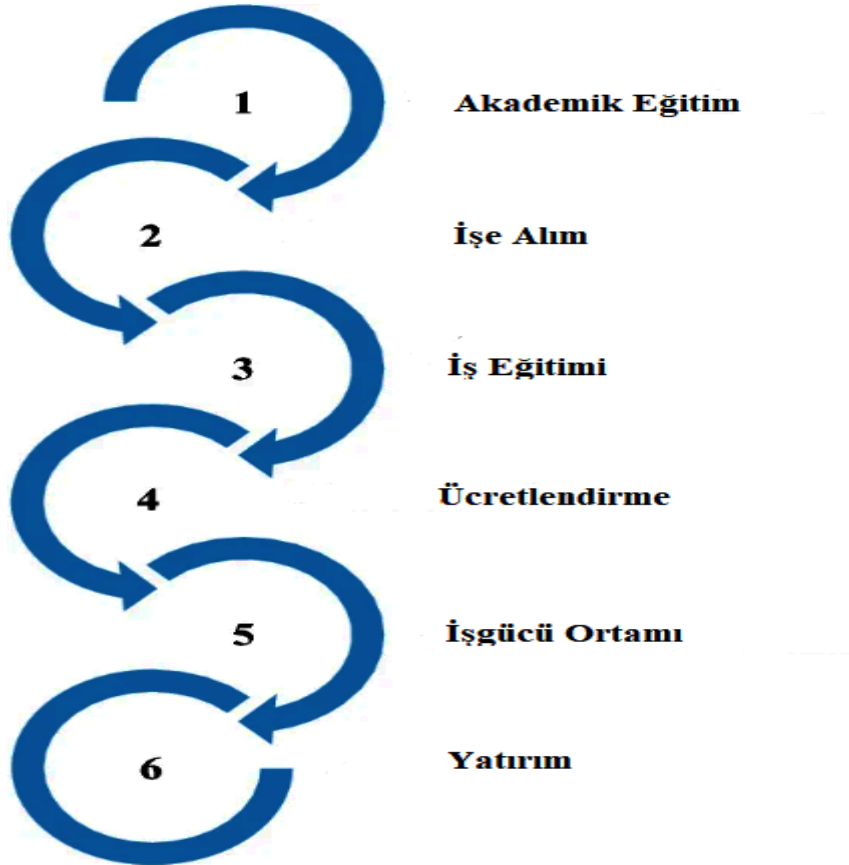 1 Akademik Eğitim
2 İşe Alım
3 İş Eğitimi
4 Ücretlendirme
5 İşgücü Ortamı
6 Yatırım